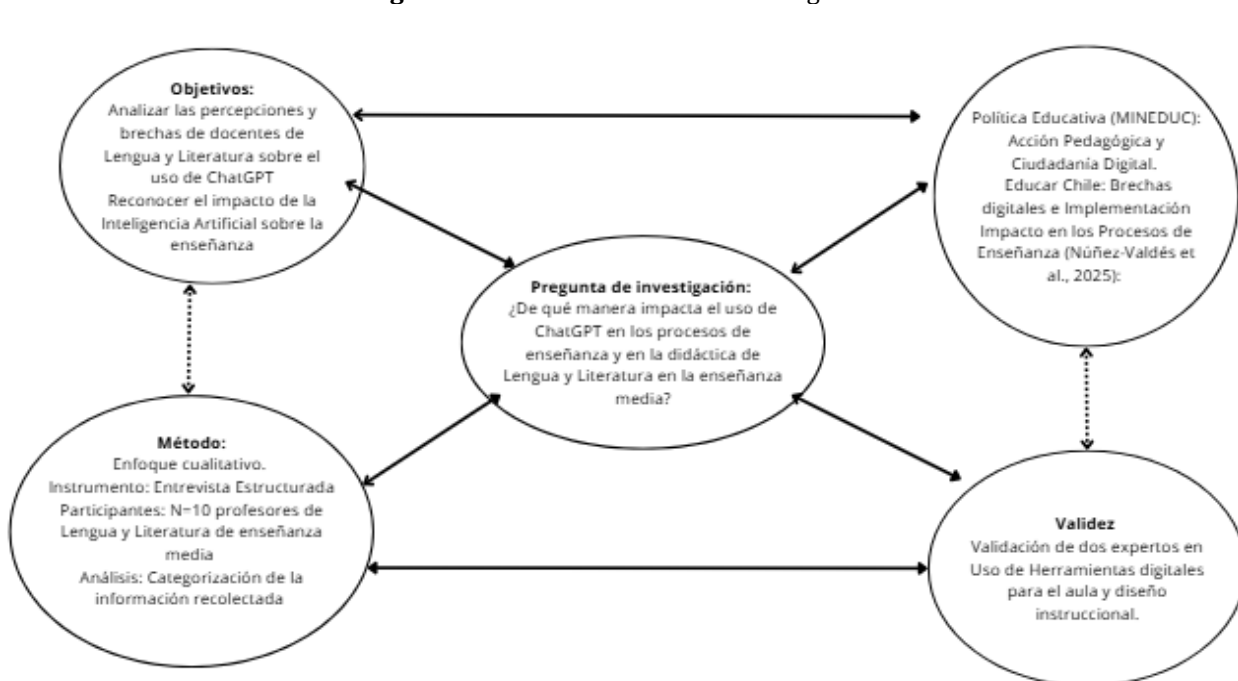 Objetivos:
Analizar las percepciones y
brechas de docentes de
Lengua y Literatura sobre el
uso de ChatGPT
Reconocer el impacto de la
Inteligencia Artificial sobre la
enseñanza
Política Educativa (MINEDUC):
Acción Pedagógica y
Ciudadanía Digital.
Educar Chile: Brechas
digitales e Implementación
Impacto en los Procesos de
Enseñanza (Núñez-Valdés et
al., 2025):
Pregunta de investigación:
¿De qué manera impacta el uso de
ChatGPT en los procesos de
enseñanza y en la didáctica de
Lengua y Literatura en la enseñanza
media?
Método:
Enfoque cualitativo.
Instrumento: Entrevista Estructurada
Participantes: N=10 profesores de
Lengua y Literatura de enseñanza
media
Análisis: Categorización de la
información recolectada
Validez
Validación de dos expertos en
Uso de Herramientas digitales
para el aula y diseño
instruccional.